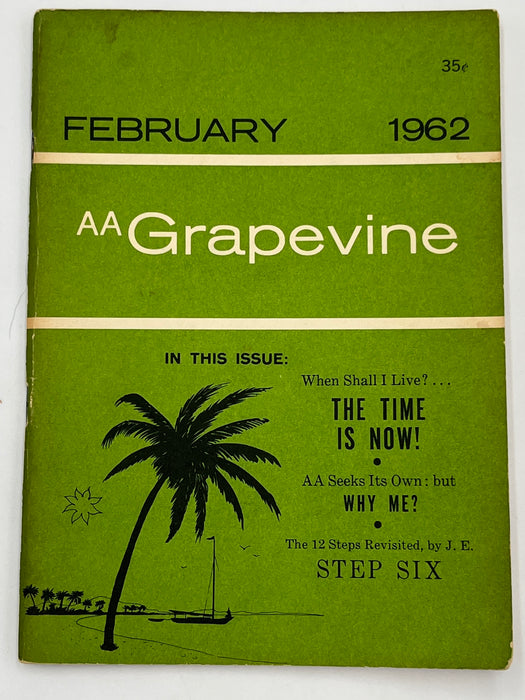 35¢
FEBRUARY 1962
AA Grapevine
IN THIS ISSUE:
When Shall I Live?...
THE TIME
IS NOW!
•
AA Seeks Its Own: but
WHY ME?
•
The 12 Steps Revisited, by J. E.
STEP SIX